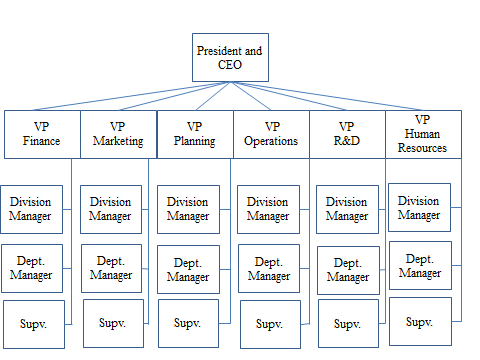 President and
CEO
VP
Finance
VP
Marketing
VP
Planning
VP
Operations
VP
R&D
VP
Human
Resources
Division
Manager
Division
Manager
Division
Manager
Division
Manager
Division
Manager
Division
Manager
Dept.
Manager
Dept.
Manager
Dept.
Manager
Dept.
Manager
Dept.
Manager
Dept.
Manager
Supv.
Supv.
Supv.
Supv.
Supv.
Supv.